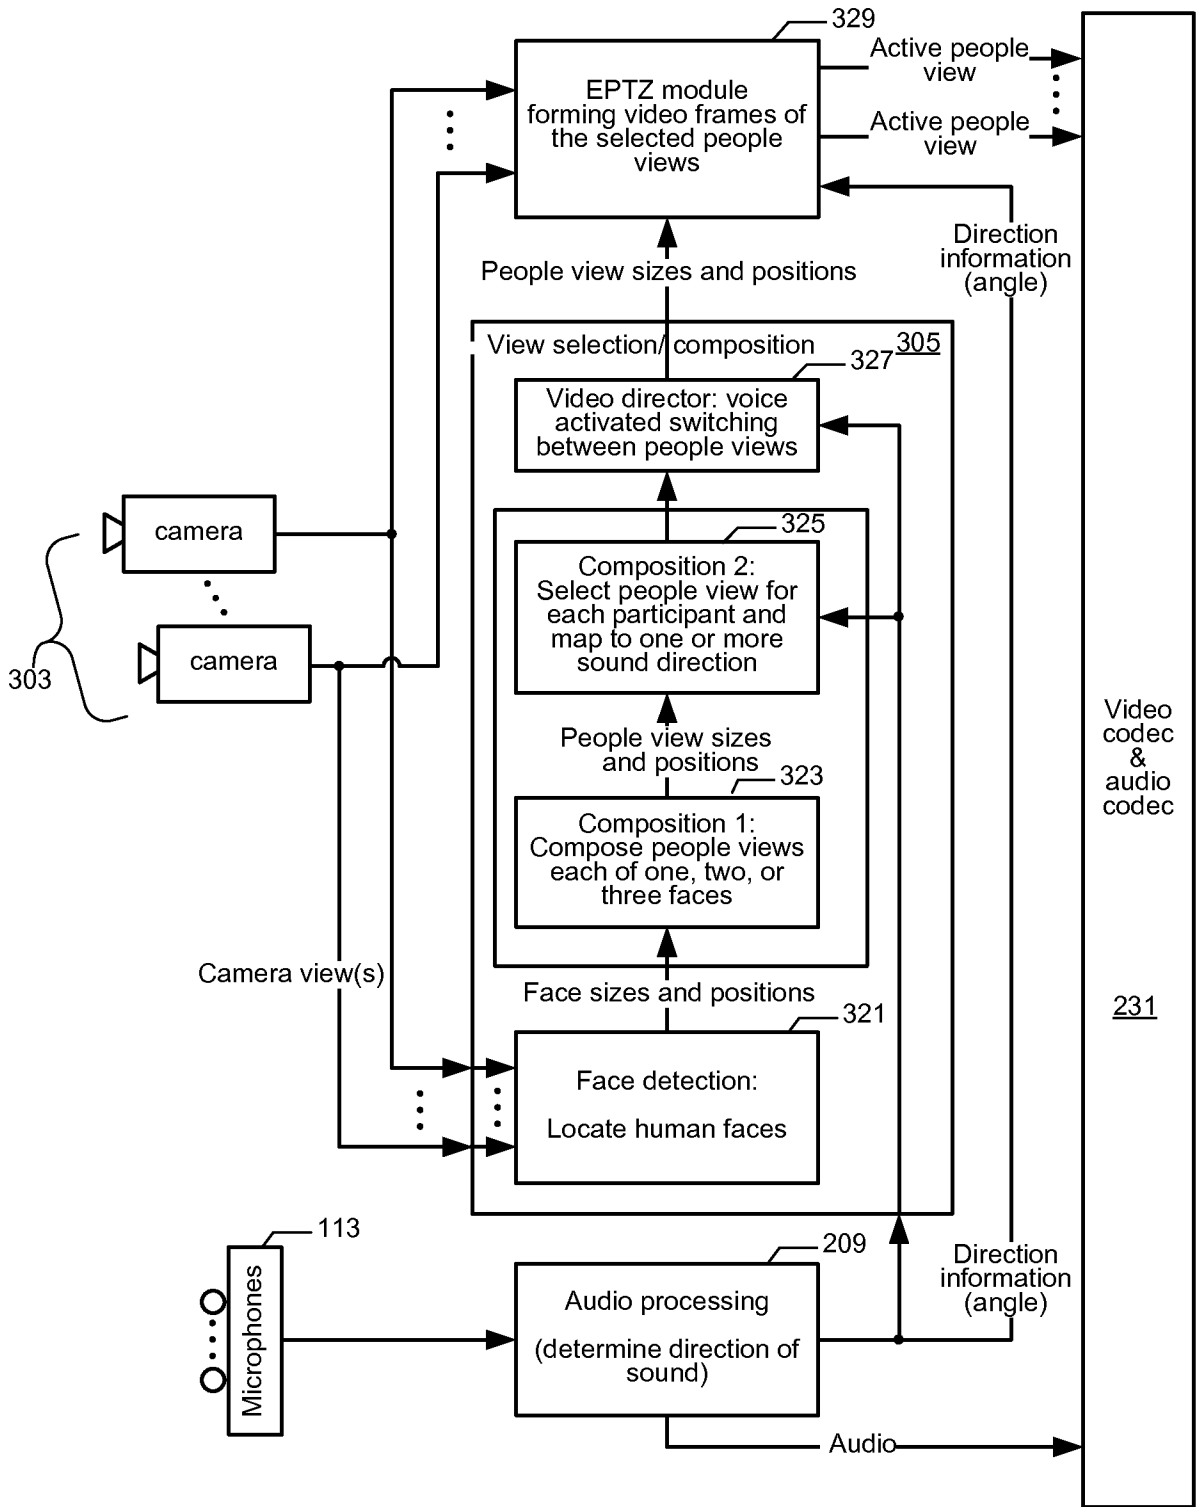 329
EPTZ module
forming video frames of
the selected people
views
Active people
view
Active people
view
Direction
information
(angle)
People view sizes and positions
View selection/ composition
305
327
Video director: voice
activated switching
between people views
325
Composition 2:
Select people view for
each participant and
map to one or more
sound direction
camera
camera
303
People view sizes
and positions
323
Composition 1:
Compose people views
each of one, two, or
three faces
Video
codec
&
audio
codec
231
Camera view(s)
Face sizes and positions
321
Face detection:
Locate human faces
113
Microphones
209
Audio processing
(determine direction of
sound)
Direction
information
(angle)
Audio